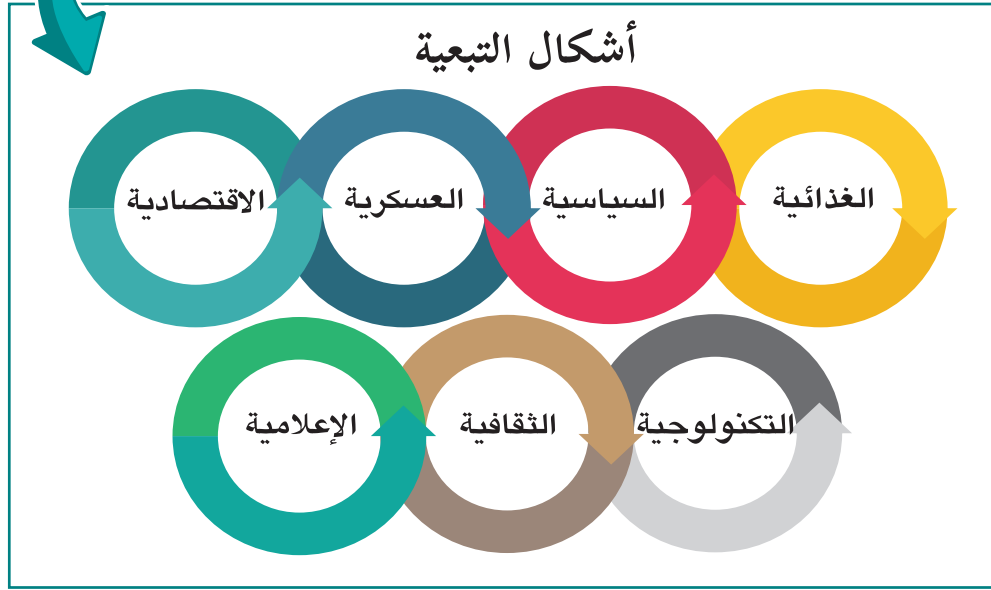 أشكال التبعية
الغذائية السياسية العسكرية الاقتصادية
التكنولوجية الثقافية الإعلامية